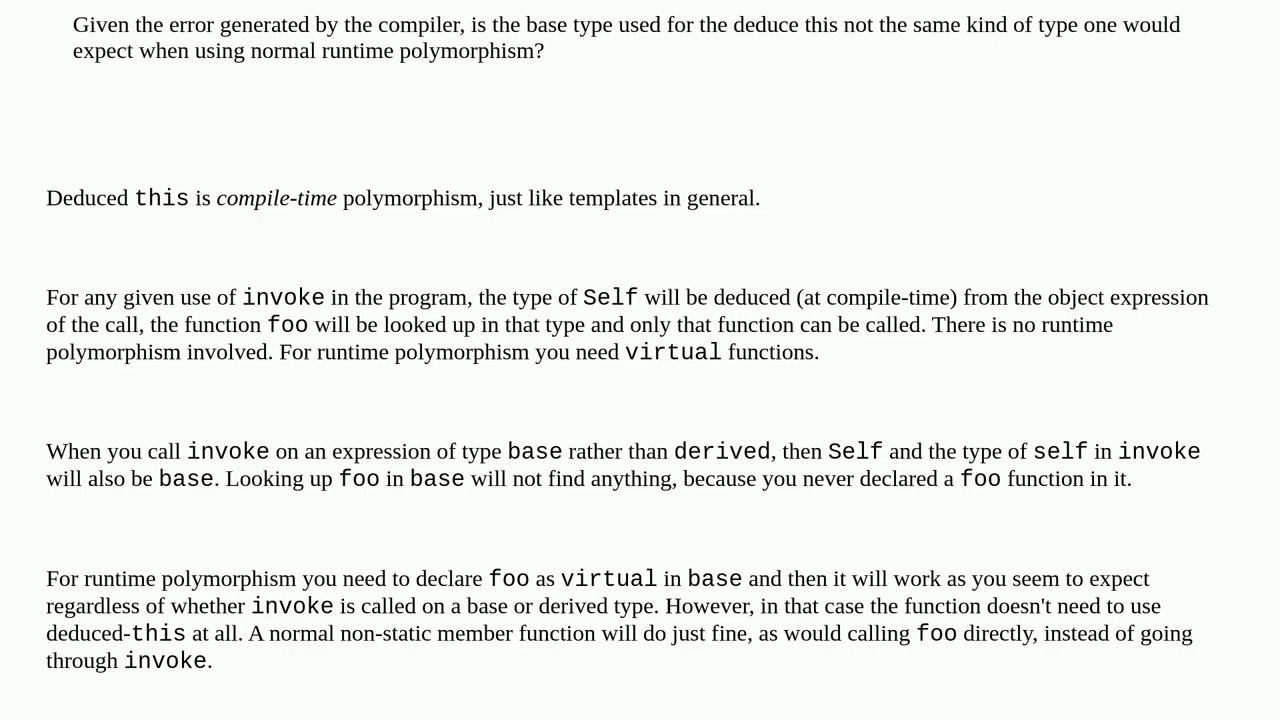 Given the error generated by the compiler, is the base type used for the deduce this not the same kind of type one would
expect when using normal runtime polymorphism?
Deduced this is compile-time polymorphism, just like templates in general.
For any given use of invoke in the program, the type of Self will be deduced (at compile-time) from the object expression
of the call, the function foo will be looked up in that type and only that function can be called. There is no runtime
polymorphism involved. For runtime polymorphism you need virtual functions.
When you call invoke on an expression of type base rather than derived, then Self and the type of self in invoke
will also be base. Looking up foo in base will not find anything, because you never declared a foo function in it.
For runtime polymorphism you need to declare foo as virtual in base and then it will work as you seem to expect
regardless of whether invoke is called on a base or derived type. However, in that case the function doesn't need to use
deduced-this at all. A normal non-static member function will do just fine, as would calling foo directly, instead of going
through invoke.